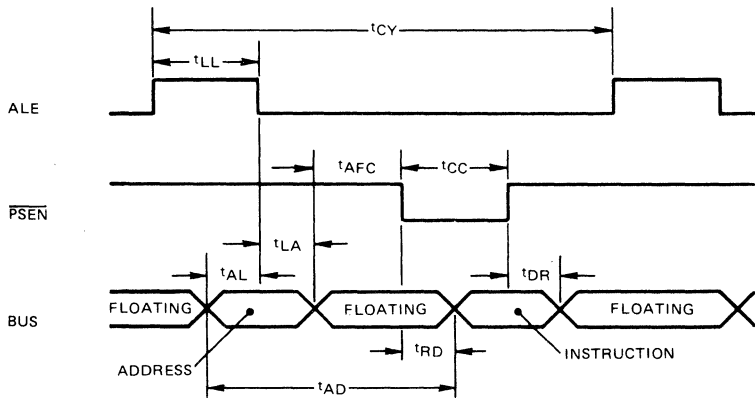 tCY
tLL
ALE
tAFC
tCC
PSEN
tLA
tAL
tDR
FLOATING
FLOATING
FLOATING
BUS
tRD
INSTRUCTION
ADDRESS
tAD